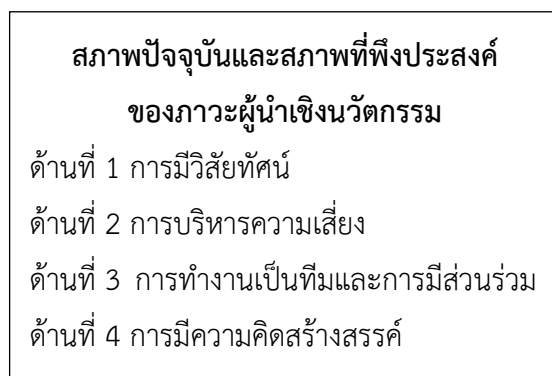 สภาพปัจจุบันและสภาพที่พึงประสงค์
ของภาวะผู้นำเชิงนวัตกรรม
ด้านที่ 1 การมีวิสัยทัศน์
ด้านที่ 2 การบริหารความเสี่ยง
ด้านที่ 3 การทำงานเป็นทีมและการมีส่วนร่วม
ด้านที่ 4 การมีความคิดสร้างสรรค์